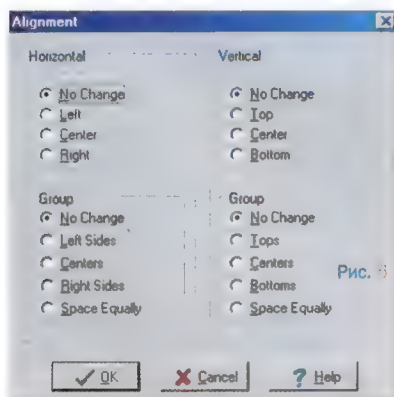 Alignment
Horizontal Vertical
No Change No Change
Left Top
Center Center
Right Bottom
Group Group
No Change No Change
Left Sides Tops
Centers Centers
Right Sides Bottoms
Space Equally Space Equally
Рис.
OK Cancel ? Help